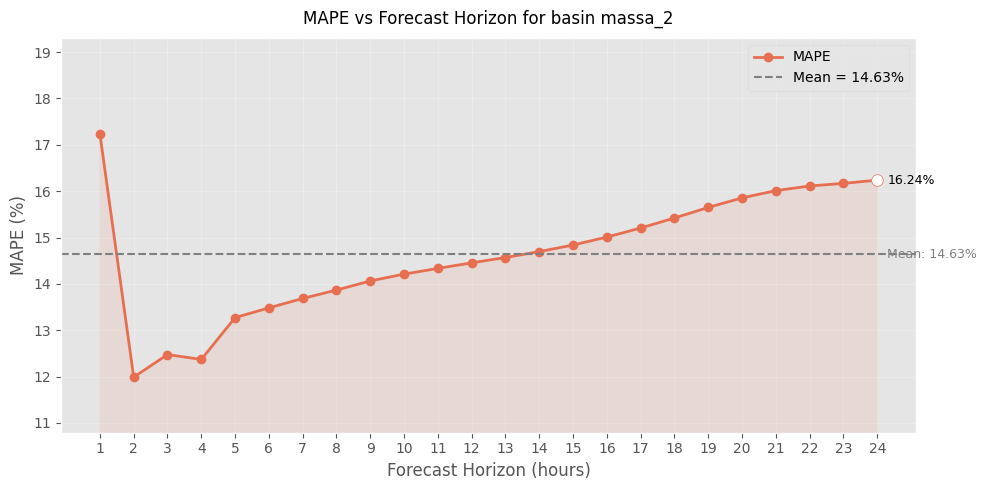 MAPE vs Forecast Horizon for basin massa_2
MAPE
Mean = 14.63%
MAPE (%)
19
18
17
16
15
14
13
12
11
16.24%
Mean: 14.63%
1 2 3 4 5 6 7 8 9 10 11 12 13 14 15 16 17 18 19 20 21 22 23 24
Forecast Horizon (hours)